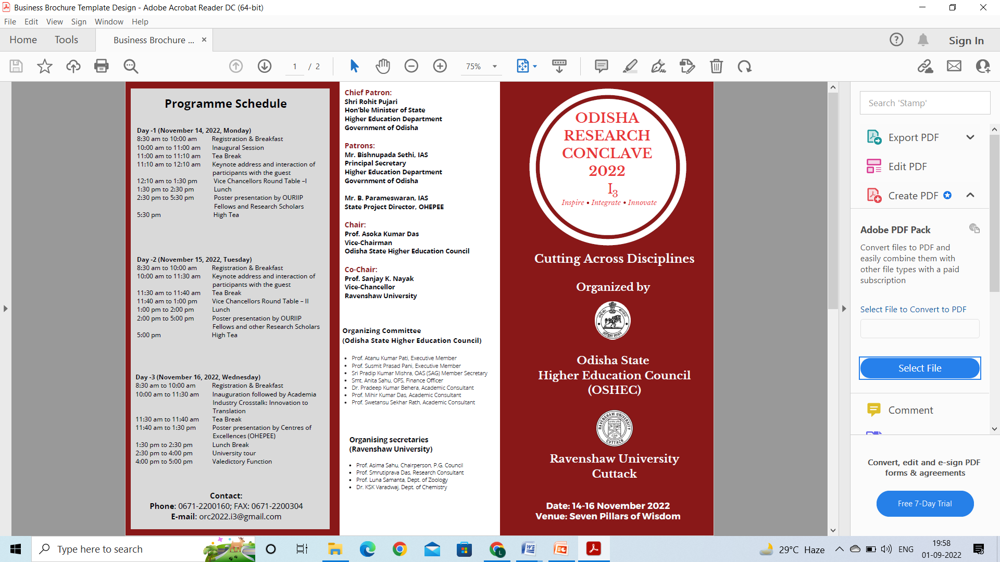 Business Brochure Template Design - Adobe Acrobat Reader DC (64-bit)
File Edit View Sign Window Help
Home Tools Business Brochure ... × Sign In
1 / 2 75%
Programme Schedule
Day -1 (November 14, 2022, Monday)
8:30 am to 10:00 am Registration & Breakfast
10:00 am to 11:00 am Inaugural Session
11:00 am to 11:10 am Tea Break
11:10 am to 12:10 am Keynote address and interaction of
participants with the guest
12:10 am to 1:30 pm Vice Chancellors Round Table –I
1:30 pm to 2:30 pm Lunch
2:30 pm to 5:30 pm Poster presentation by OURIIP
Fellows and Research Scholars
5:30 pm High Tea
Day -2 (November 15, 2022, Tuesday)
8:30 am to 10:00 am Registration & Breakfast
10:00 am to 11:30 am Keynote address and interaction of
participants with the guest
11:30 am to 11:40 am Tea Break
11:40 am to 1:00 pm Vice Chancellors Round Table – II
1:00 pm to 2:00 pm Lunch
2:00 pm to 5:00 pm Poster presentation by OURIIP
Fellows and other Research Scholars
5:00 pm High Tea
Day -3 (November 16, 2022, Wednesday)
8:30 am to 10:00 am Registration & Breakfast
10:00 am to 11:30 am Inauguration followed by Academia
Industry Crosstalk: Innovation to
Translation
11:30 am to 11:40 am Tea Break
11:40 am to 1:30 pm Poster presentation by Centres of
Excellences (OHEPEE)
1:30 pm to 2:30 pm Lunch Break
2:30 pm to 4:00 pm University tour
4:00 pm to 5:00 pm Valedictory Function
Contact:
Phone: 0671-2200160; FAX: 0671-2200304
E-mail: orc2022.i3@gmail.com
Chief Patron:
Shri Rohit Pujari
Hon'ble Minister of State
Higher Education Department
Government of Odisha
Patrons:
Mr. Bishnupada Sethi, IAS
Principal Secretary
Higher Education Department
Government of Odisha
Mr. B. Parameswaran, IAS
State Project Director, OHEPEE
Chair:
Prof. Asoka Kumar Das
Vice-Chairman
Odisha State Higher Education Council
Co-Chair:
Prof. Sanjay K. Nayak
Vice-Chancellor
Ravenshaw University
Organizing Committee
(Odisha State Higher Education Council)
• Prof. Atanu Kumar Pati, Executive Member
• Prof. Susmit Prasad Pani, Executive Member
• Sri Pradip Kumar Mishra, OAS (SAG) Member Secretary
• Smt. Anita Sahu, OFS, Finance Officer
• Dr. Pradeep Kumar Behera, Academic Consultant
• Prof. Mihir Kumar Das, Academic Consultant
• Prof. Swetansu Sekhar Rath, Academic Consultant
Organising secretaries
(Ravenshaw University)
• Prof. Asima Sahu, Chairperson, P.G. Council
• Prof. Smrutiprava Das, Research Consultant
• Prof. Luna Samanta, Dept. of Zoology
• Dr. KSK Varadwaj, Dept. of Chemistry
ODISHA
RESEARCH
CONCLAVE
2022
I3
Inspire • Integrate • Innovate
Cutting Across Disciplines
Organized by
Odisha State
Higher Education Council
(OSHEC)
RAVENSHAW UNIVERSITY
CUTTACK
Ravenshaw University
Cuttack
Date: 14-16 November 2022
Venue: Seven Pillars of Wisdom
Search 'Stamp'
Export PDF
Edit PDF
Create PDF
Adobe PDF Pack
Convert files to PDF and
easily combine them with
other file types with a paid
subscription
Select File to Convert to PDF
Select File
Comment
Convert, edit and e-sign PDF
forms & agreements
Free 7-Day Trial
Type here to search
29°C Haze
ENG
19:58
01-09-2022